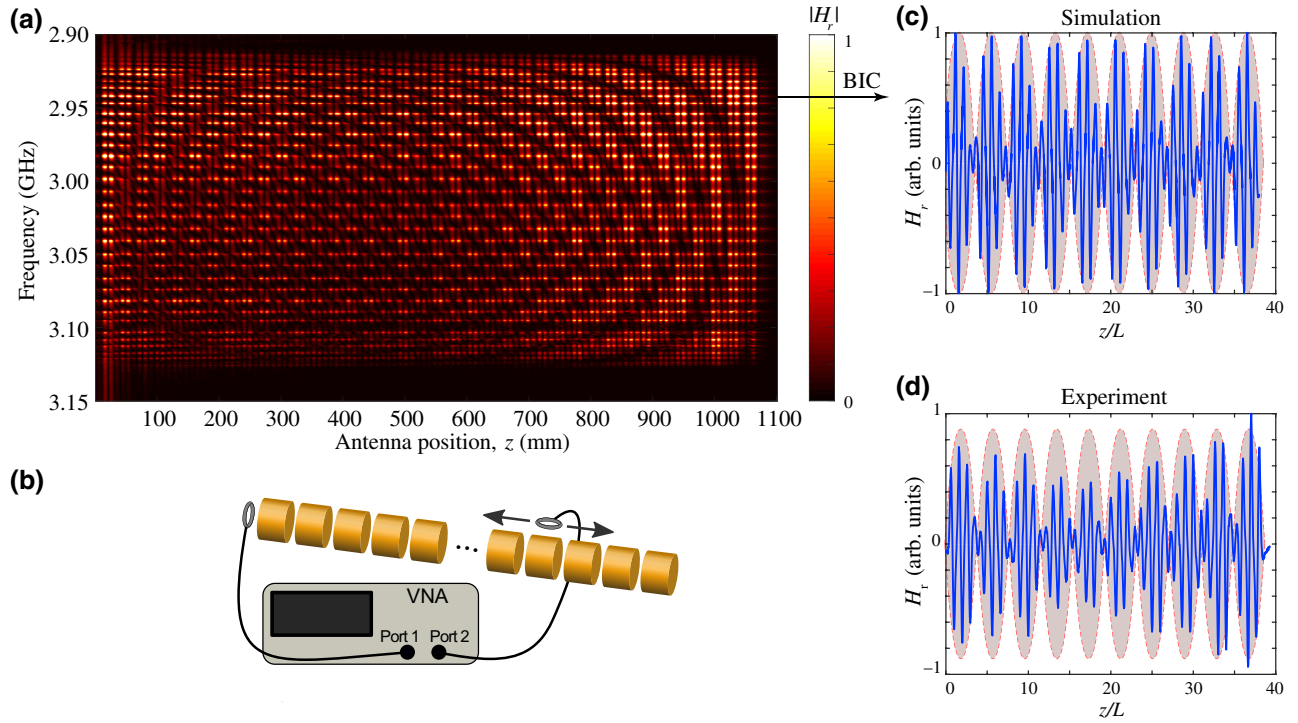 (a)
2.90
2.95
3.00
3.05
3.10
3.15
Frequency (GHz)
100 200 300 400 500 600 700 800 900 1000 1100
Antenna position, z (mm)
|H_r|
1
0
BIC
(b)
VNA
Port 1 Port 2
...
(c)
Simulation
1
0
−1
H_r (arb. units)
0 10 20 30 40
z/L
(d)
Experiment
1
0
−1
H_r (arb. units)
0 10 20 30 40
z/L